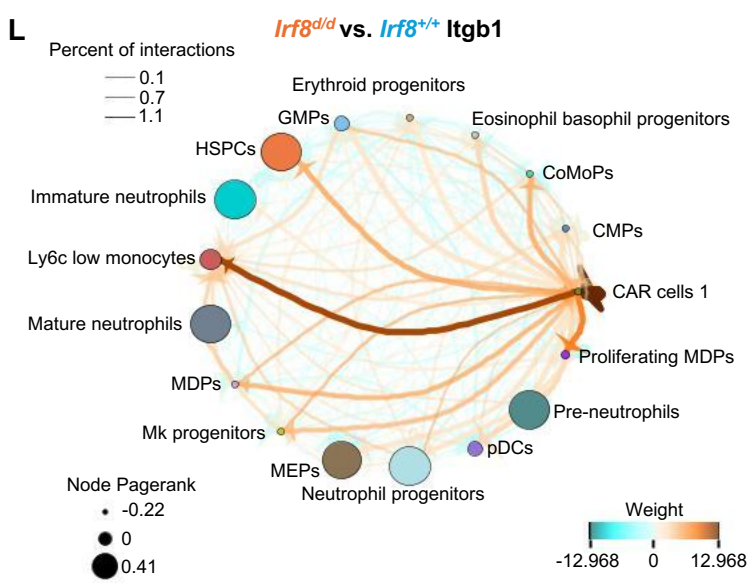 L
Irf8d/d vs. Irf8+/+ Itgb1
Percent of interactions
0.1
0.7
1.1
Erythroid progenitors
GMPs
Eosinophil basophil progenitors
HSPCs
CoMoPs
Immature neutrophils
CMPs
Ly6c low monocytes
CAR cells 1
Mature neutrophils
Proliferating MDPs
MDPs
Pre-neutrophils
Mk progenitors
pDCs
MEPs
Neutrophil progenitors
Node Pagerank
-0.22
0
0.41
Weight
-12.968 0 12.968